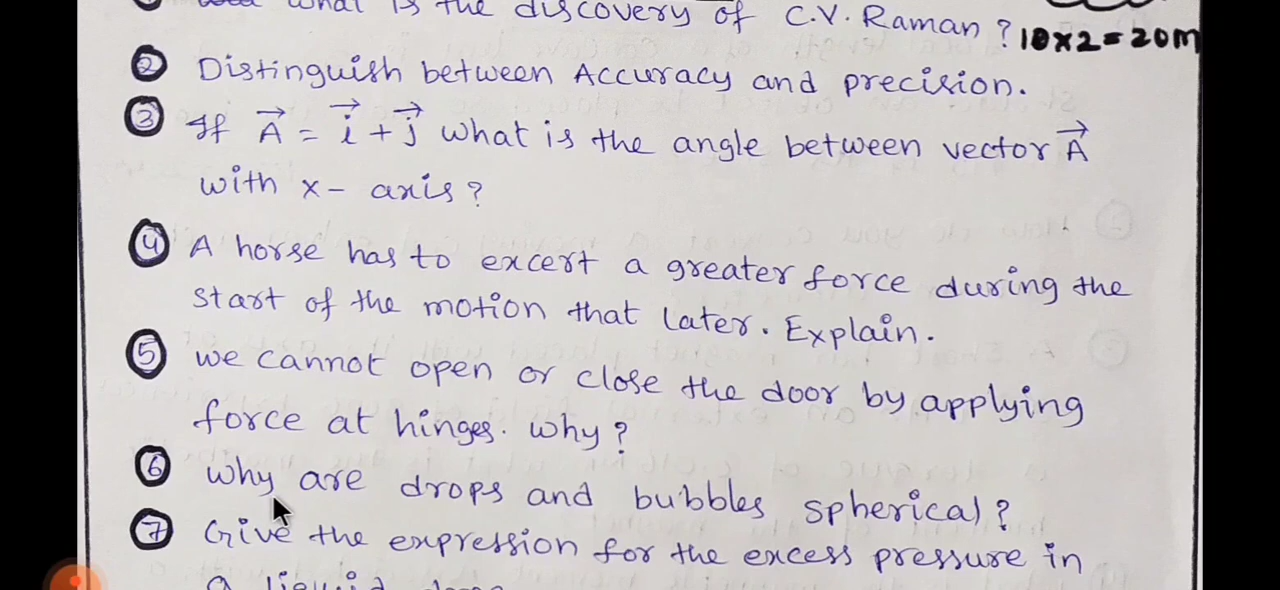 what is the discovery of C.V. Raman ?
10 x 2 = 20M
② Distinguish between Accuracy and precision.
③ If A⃗ = i⃗ + j⃗ what is the angle between vector A⃗
with x - axis ?
④ A horse has to excert a greater force during the
start of the motion that later. Explain.
⑤ we cannot open or close the door by applying
force at hinges. why ?
⑥ why are drops and bubbles spherical ?
⑦ Give the expression for the excess pressure in
a liquid